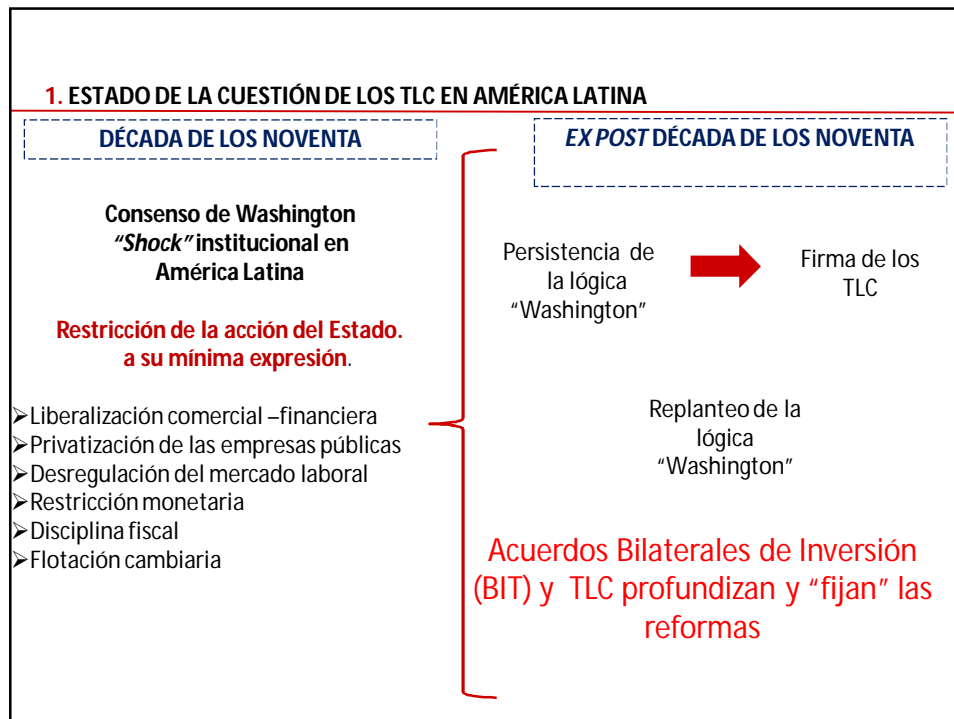 1. ESTADO DE LA CUESTIÓN DE LOS TLC EN AMÉRICA LATINA
DÉCADA DE LOS NOVENTA
Consenso de Washington
“Shock” institucional en
América Latina
Restricción de la acción del Estado.
a su mínima expresión.
➢Liberalización comercial –financiera
➢Privatización de las empresas públicas
➢Desregulación del mercado laboral
➢Restricción monetaria
➢Disciplina fiscal
➢Flotación cambiaria
EX POST DÉCADA DE LOS NOVENTA
Persistencia de
la lógica
“Washington”
Firma de los
TLC
Replanteo de la
lógica
“Washington”
Acuerdos Bilaterales de Inversión
(BIT) y TLC profundizan y “fijan” las
reformas